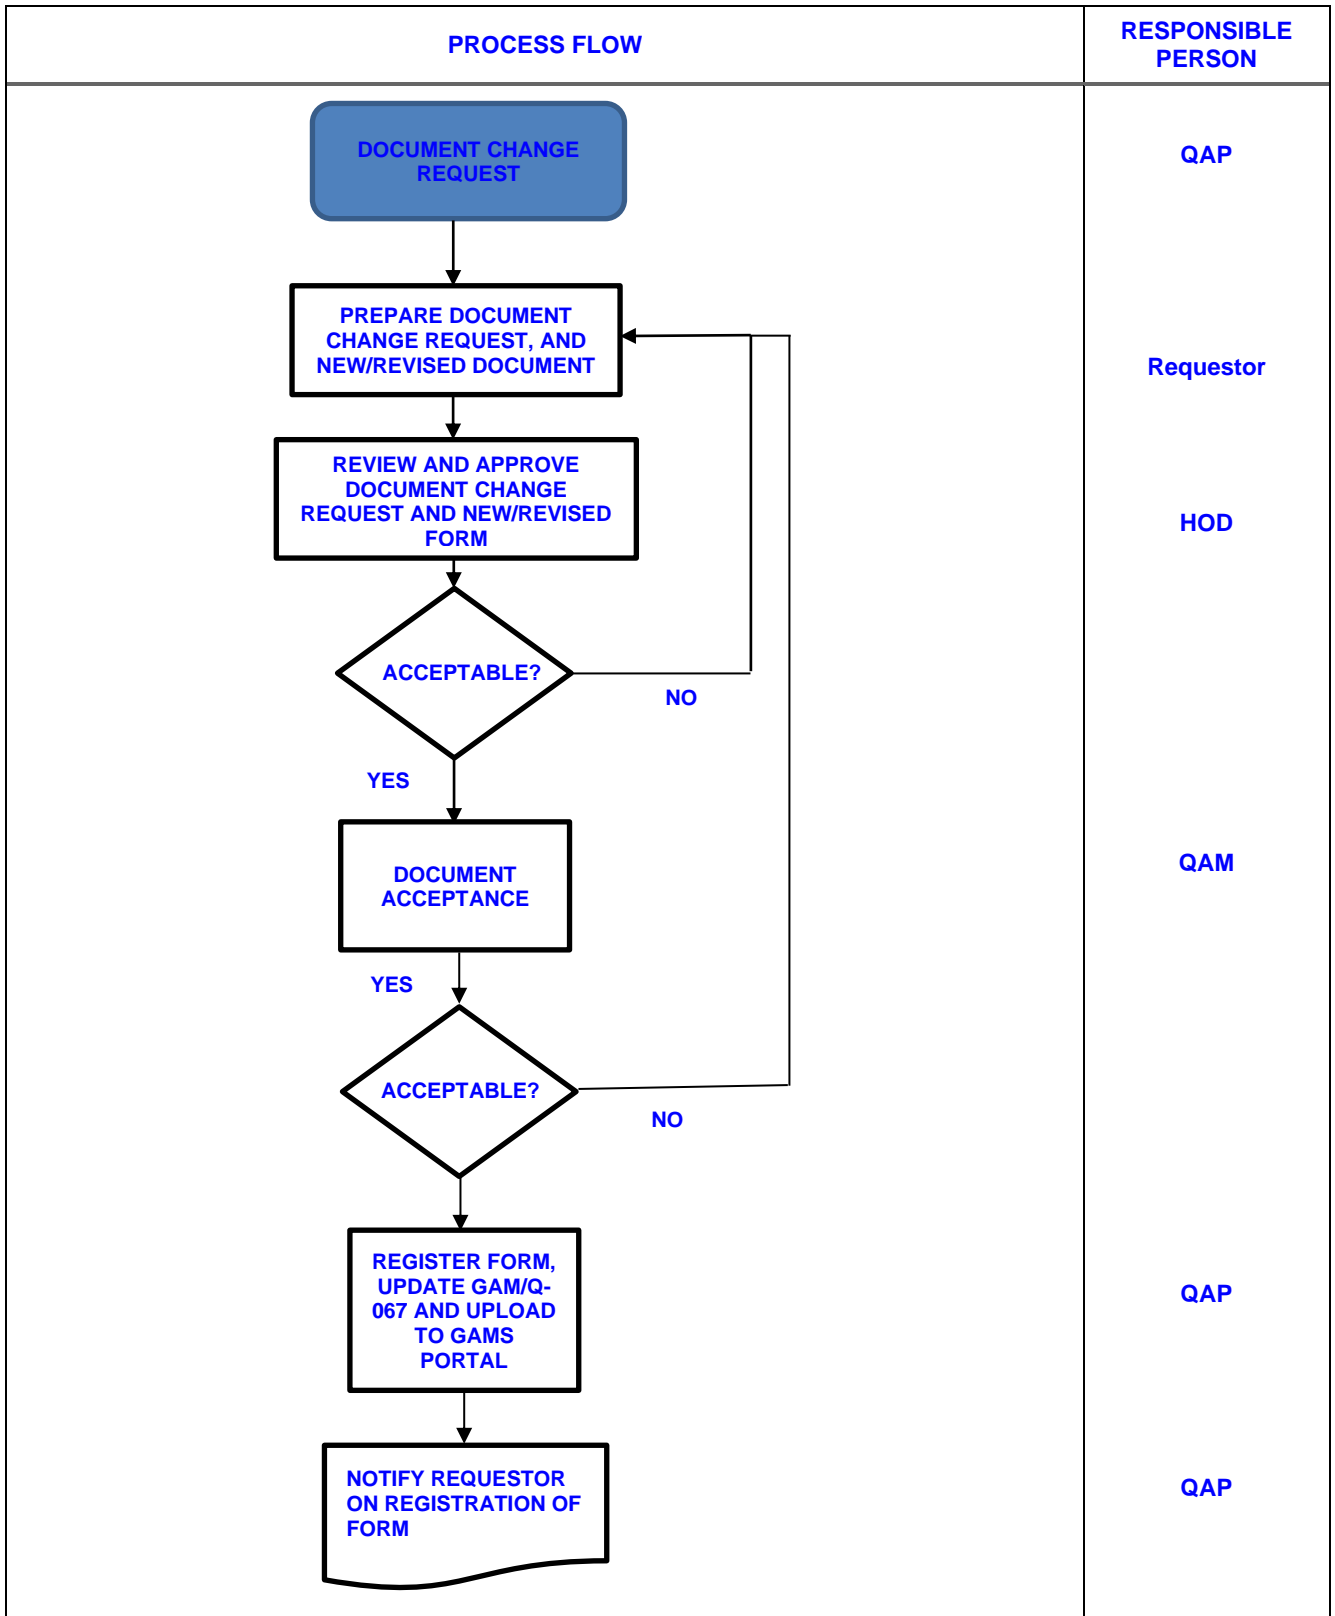 PROCESS FLOW
RESPONSIBLE
PERSON
DOCUMENT CHANGE
REQUEST
QAP
PREPARE DOCUMENT
CHANGE REQUEST, AND
NEW/REVISED DOCUMENT
Requestor
REVIEW AND APPROVE
DOCUMENT CHANGE
REQUEST AND NEW/REVISED
FORM
HOD
ACCEPTABLE?
NO
YES
DOCUMENT
ACCEPTANCE
QAM
YES
ACCEPTABLE?
NO
REGISTER FORM,
UPDATE GAM/Q-
067 AND UPLOAD
TO GAMS
PORTAL
QAP
NOTIFY REQUESTOR
ON REGISTRATION OF
FORM
QAP